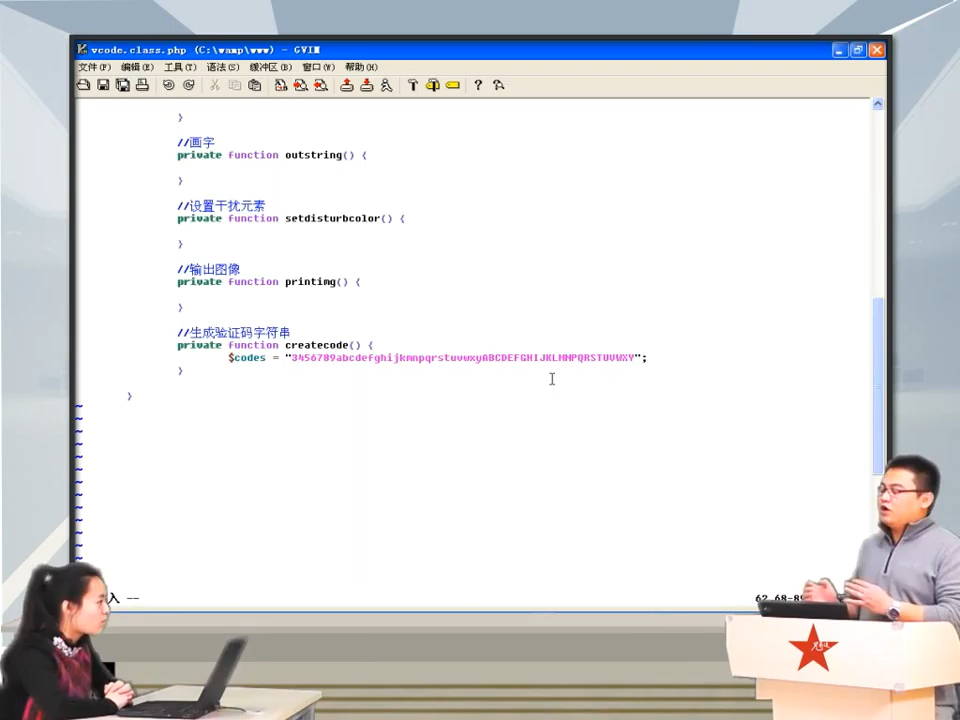 vcode.class.php (C:\wamp\www) - GVIM
文件(F) 编辑(E) 工具(T) 语法(S) 缓冲区(B) 窗口(W) 帮助(H)
}
//画字
private function outstring() {
}
//设置干扰元素
private function setdisturbcolor() {
}
//输出图像
private function printimg() {
}
//生成验证码字符串
private function createcode() {
$codes = "3456789abcdefghijkmnpqrstuvwxyABCDEFGHIJKLMNPQRSTUVWXY";
}
}
~
~
~
~
~
~
~
~
~
~
~
~
~
入 --